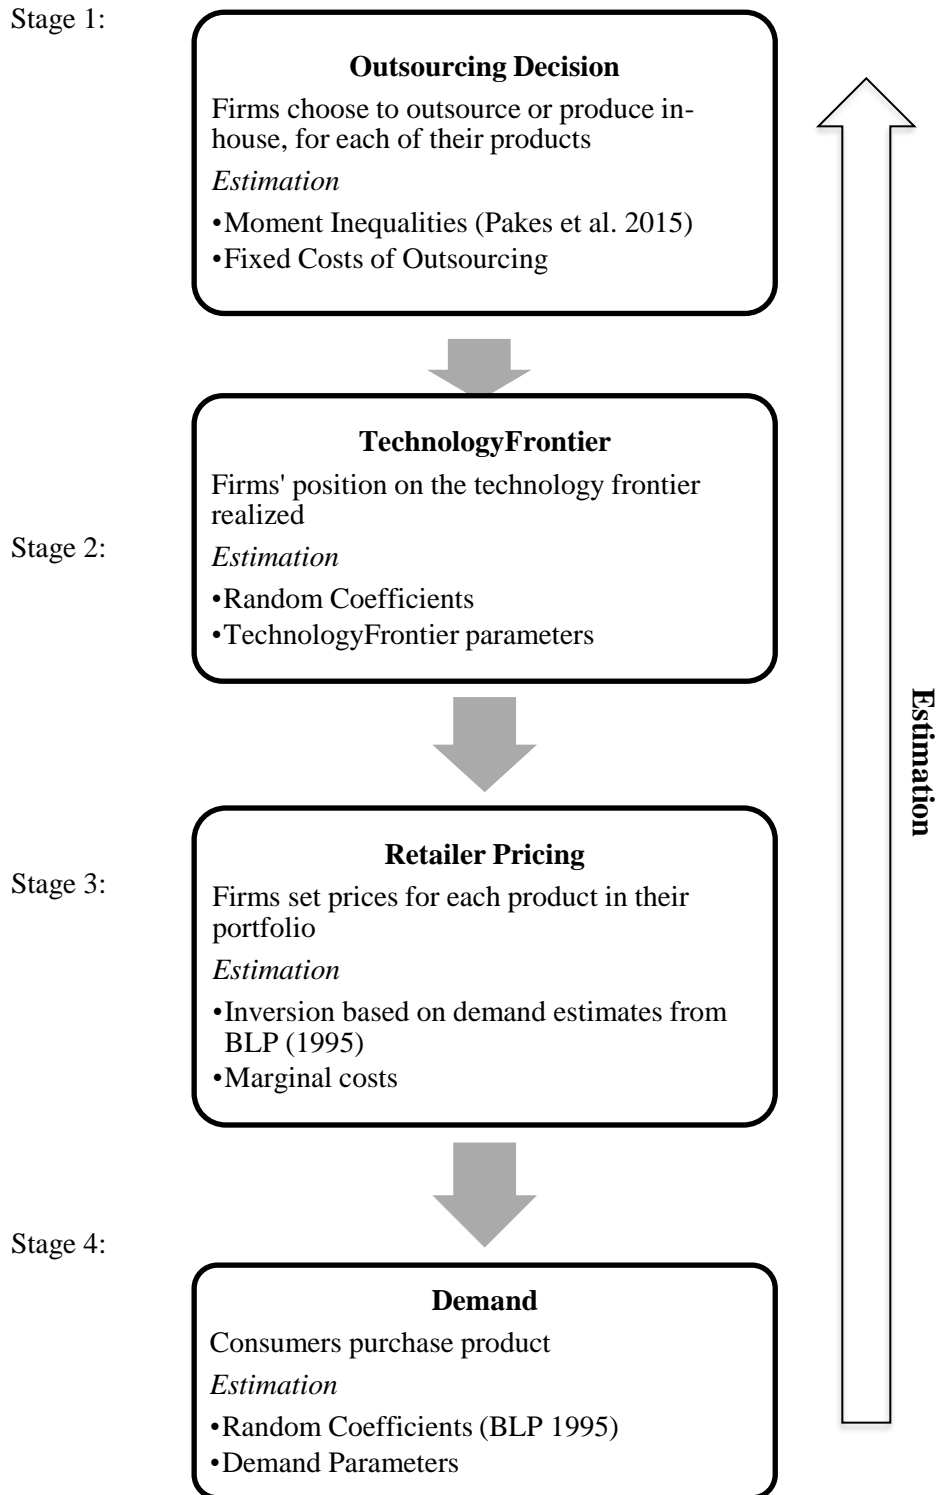 Stage 1:
Outsourcing Decision
Firms choose to outsource or produce in-
house, for each of their products
Estimation
•Moment Inequalities (Pakes et al. 2015)
•Fixed Costs of Outsourcing
TechnologyFrontier
Firms' position on the technology frontier
realized
Stage 2:
Estimation
•Random Coefficients
•TechnologyFrontier parameters
Estimation
Retailer Pricing
Stage 3:
Firms set prices for each product in their
portfolio
Estimation
•Inversion based on demand estimates from
BLP (1995)
•Marginal costs
Stage 4:
Demand
Consumers purchase product
Estimation
•Random Coefficients (BLP 1995)
•Demand Parameters